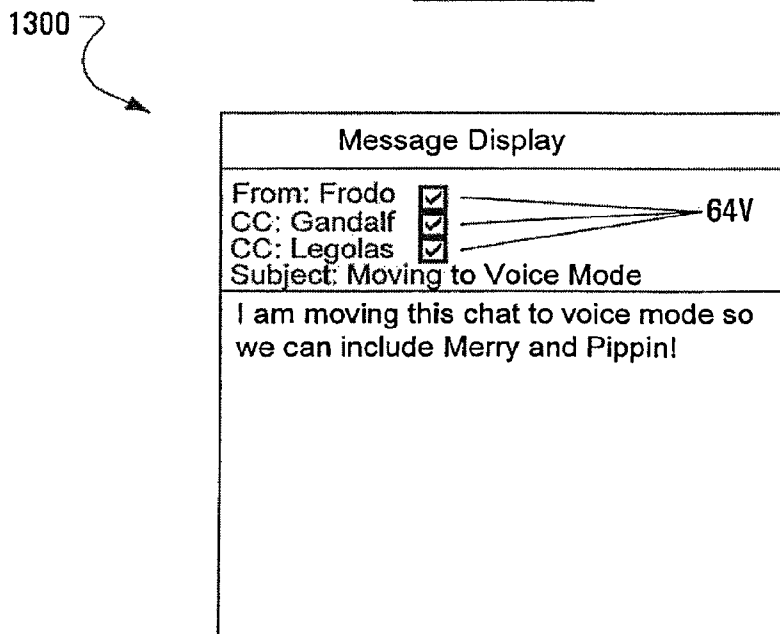 1300
Message Display
From: Frodo
CC: Gandalf
CC: Legolas
64V
Subject: Moving to Voice Mode
I am moving this chat to voice mode so
we can include Merry and Pippin!